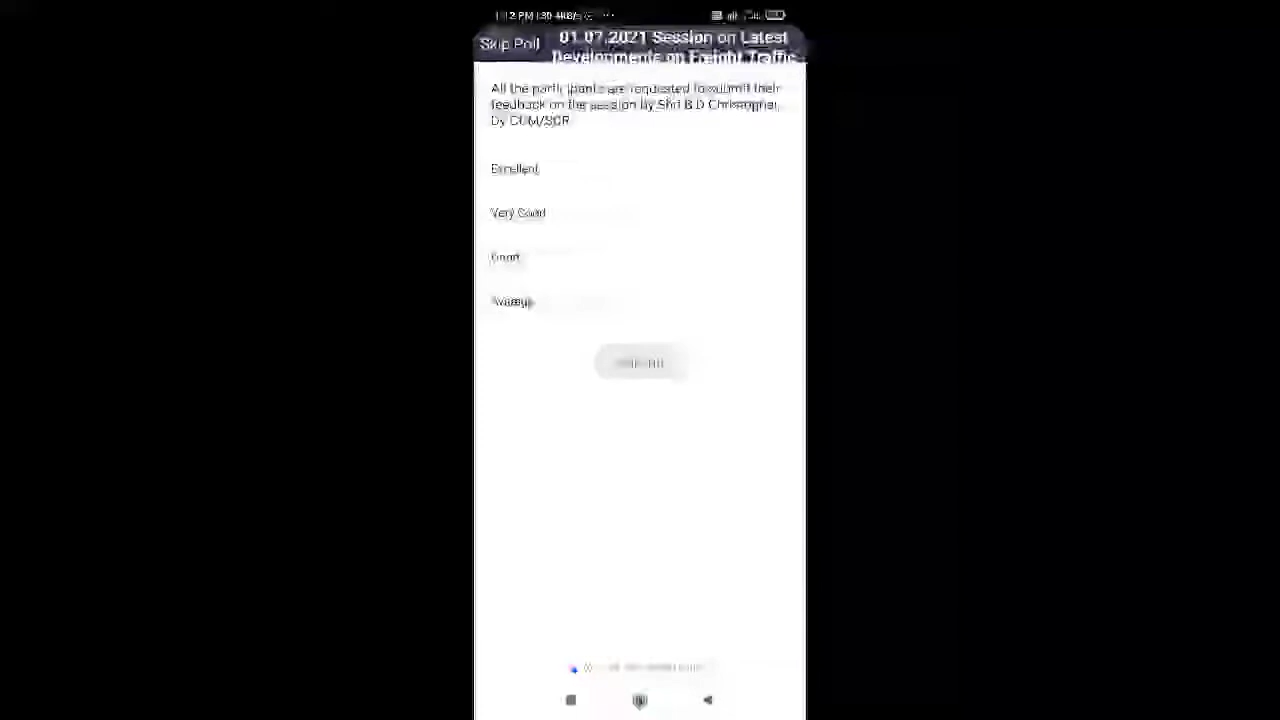 Skip Poll
01.07.2021 Session on Latest
Developments on Freight Traffic
All the participants are requested to submit their
feedback on the session by Shri B D Christopher,
Dy COM/SCR
Excellent
Very Good
Good
Average